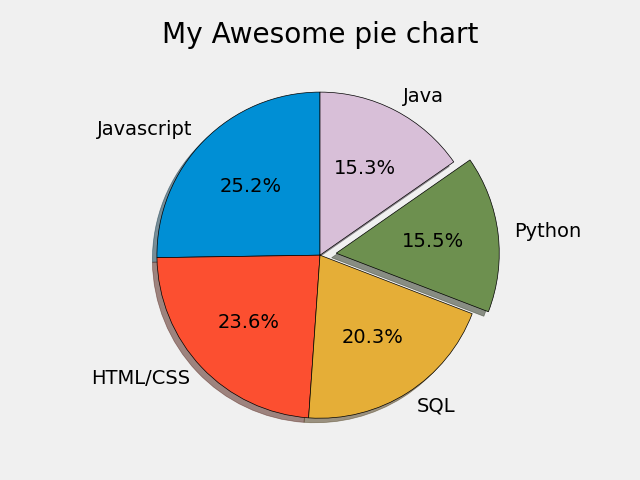 My Awesome pie chart
Java
Javascript
15.3%
25.2%
Python
15.5%
23.6%
20.3%
HTML/CSS
SQL